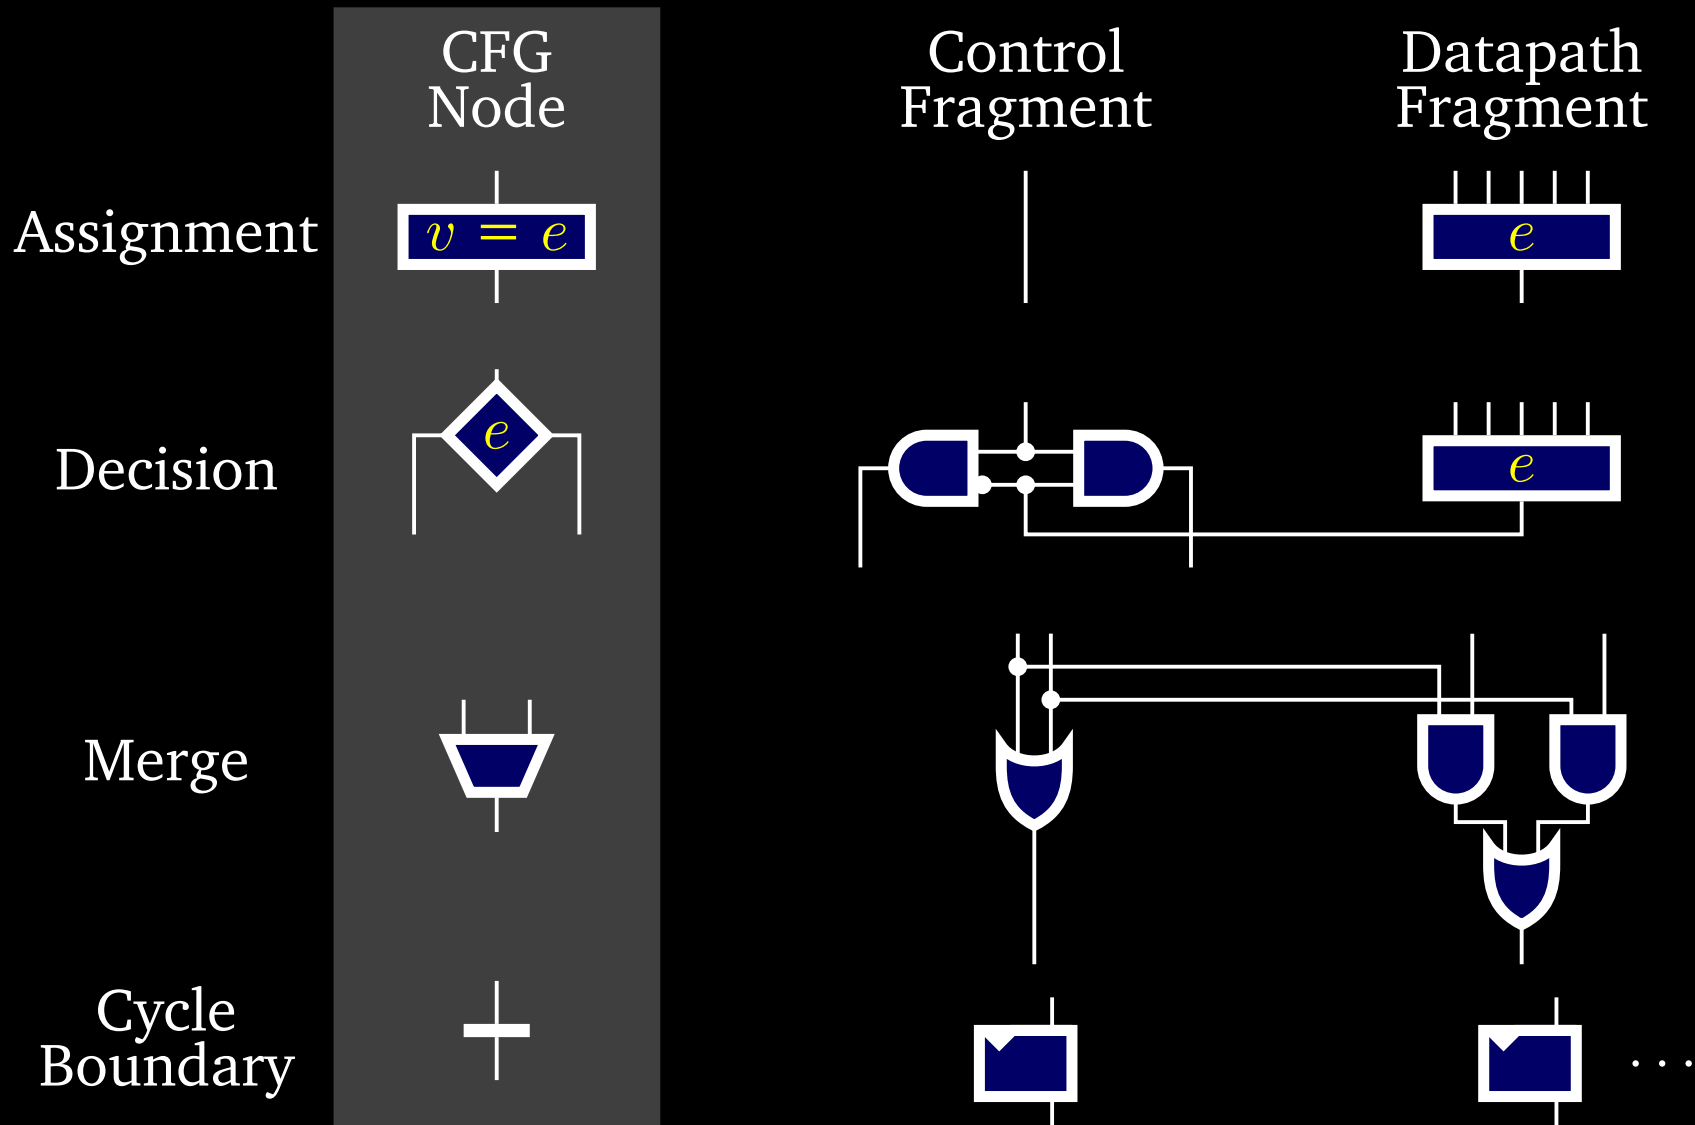 CFG
Node
Control
Fragment
Datapath
Fragment
Assignment
v = e
e
Decision
e
e
Merge
Cycle
Boundary
...